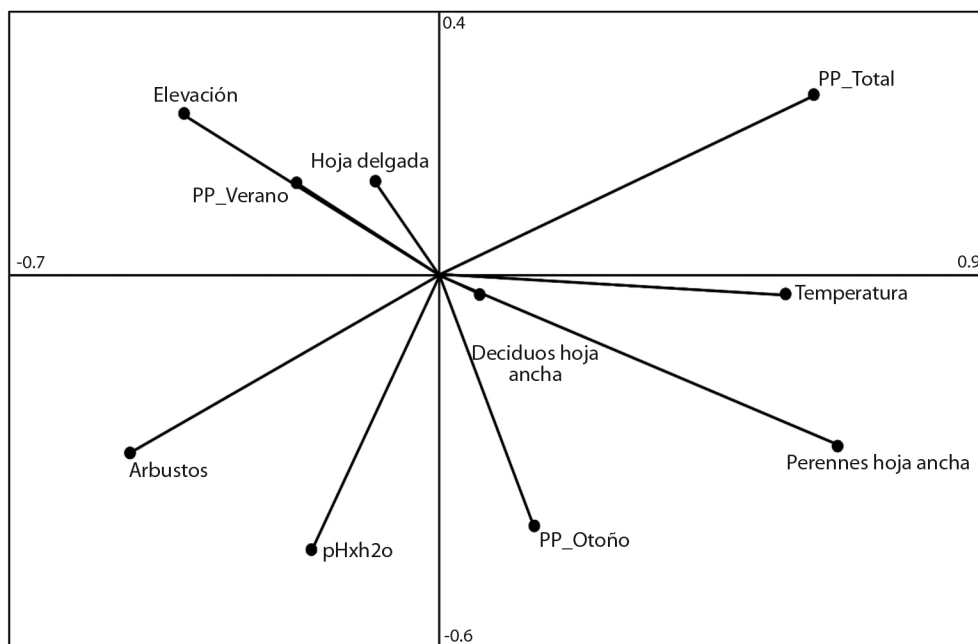 0.4
PP_Total
Elevación
Hoja delgada
PP_Verano
-0.7
0.9
Temperatura
Deciduos hoja
ancha
Perennes hoja ancha
Arbustos
PP_Otoño
pHxh2o
-0.6